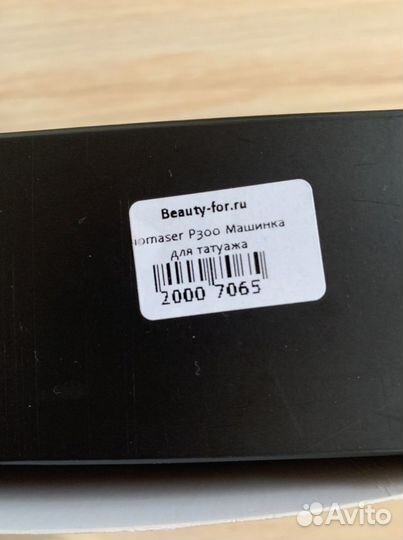 Beauty-for.ru
P300 Машинка
для татуажа
2000 7065
Avito